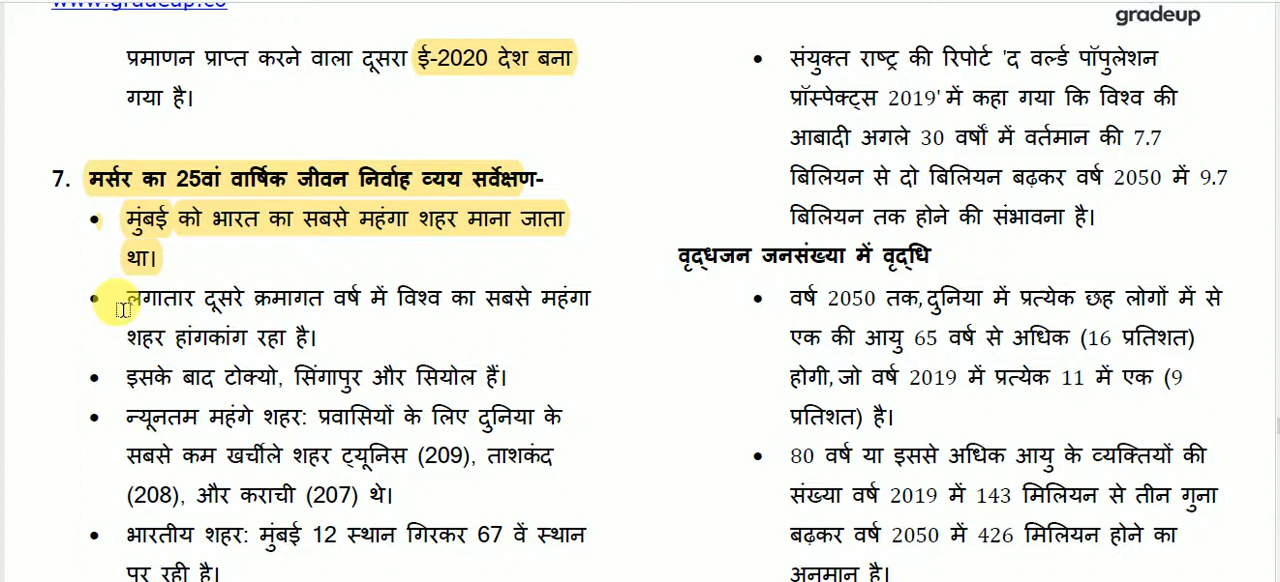 www.gradeup.co
gradeup
प्रमाणन प्राप्त करने वाला दूसरा ई-2020 देश बना
गया है।
7. मर्सर का 25वां वार्षिक जीवन निर्वाह व्यय सर्वेक्षण-
• मुंबई को भारत का सबसे महंगा शहर माना जाता
था।
• लगातार दूसरे क्रमागत वर्ष में विश्व का सबसे महंगा
शहर हांगकांग रहा है।
• इसके बाद टोक्यो, सिंगापुर और सियोल हैं।
• न्यूनतम महंगे शहर: प्रवासियों के लिए दुनिया के
सबसे कम खर्चीले शहर ट्यूनिस (209), ताशकंद
(208), और कराची (207) थे।
• भारतीय शहर: मुंबई 12 स्थान गिरकर 67 वें स्थान
पर रही है।
• संयुक्त राष्ट्र की रिपोर्ट 'द वर्ल्ड पॉपुलेशन
प्रॉस्पेक्ट्स 2019' में कहा गया कि विश्व की
आबादी अगले 30 वर्षों में वर्तमान की 7.7
बिलियन से दो बिलियन बढ़कर वर्ष 2050 में 9.7
बिलियन तक होने की संभावना है।
वृद्धजन जनसंख्या में वृद्धि
• वर्ष 2050 तक, दुनिया में प्रत्येक छह लोगों में से
एक की आयु 65 वर्ष से अधिक (16 प्रतिशत)
होगी, जो वर्ष 2019 में प्रत्येक 11 में एक (9
प्रतिशत) है।
• 80 वर्ष या इससे अधिक आयु के व्यक्तियों की
संख्या वर्ष 2019 में 143 मिलियन से तीन गुना
बढ़कर वर्ष 2050 में 426 मिलियन होने का
अनुमान है।